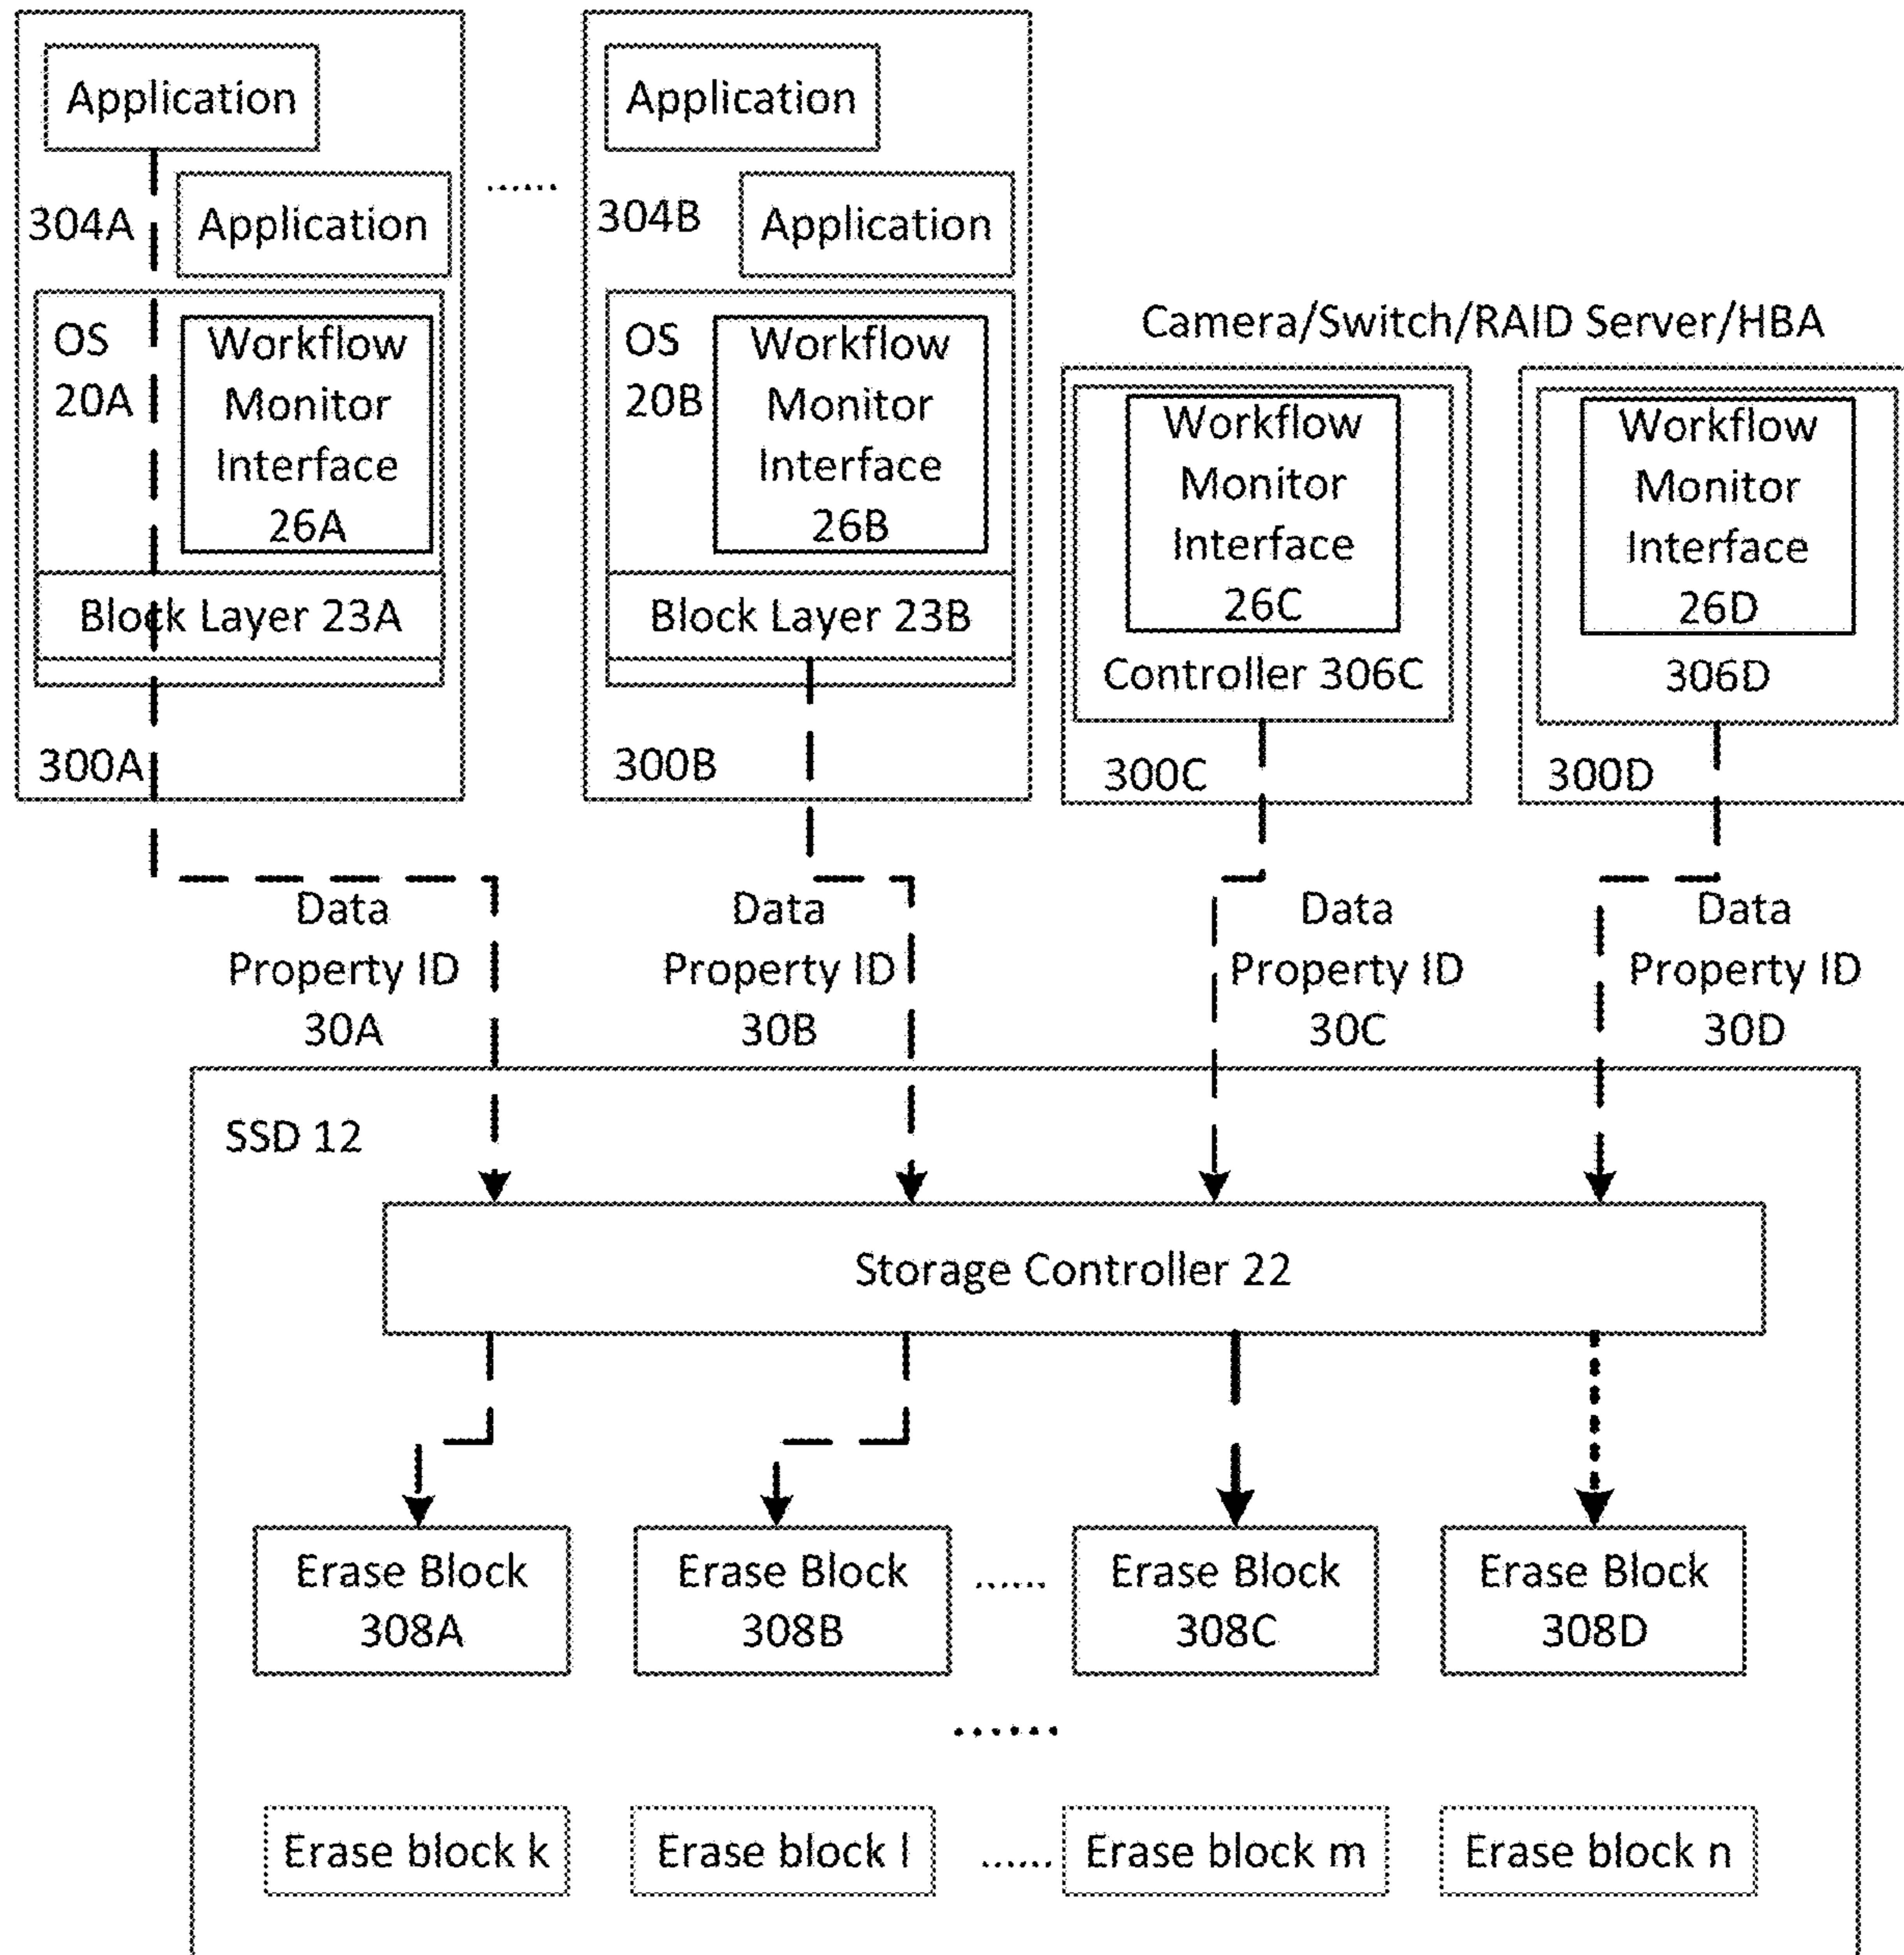 Application
304A
Application
OS
20A
Workflow
Monitor
Interface
26A
Block Layer 23A
300A
......
Application
304B
Application
OS
20B
Workflow
Monitor
Interface
26B
Block Layer 23B
300B
Camera/Switch/RAID Server/HBA
Workflow
Monitor
Interface
26C
Controller 306C
300C
Workflow
Monitor
Interface
26D
306D
300D
Data
Property ID
30A
Data
Property ID
30B
Data
Property ID
30C
Data
Property ID
30D
SSD 12
Storage Controller 22
Erase Block
308A
Erase Block
308B
......
Erase Block
308C
Erase Block
308D
......
Erase block k
Erase block l
......
Erase block m
Erase block n